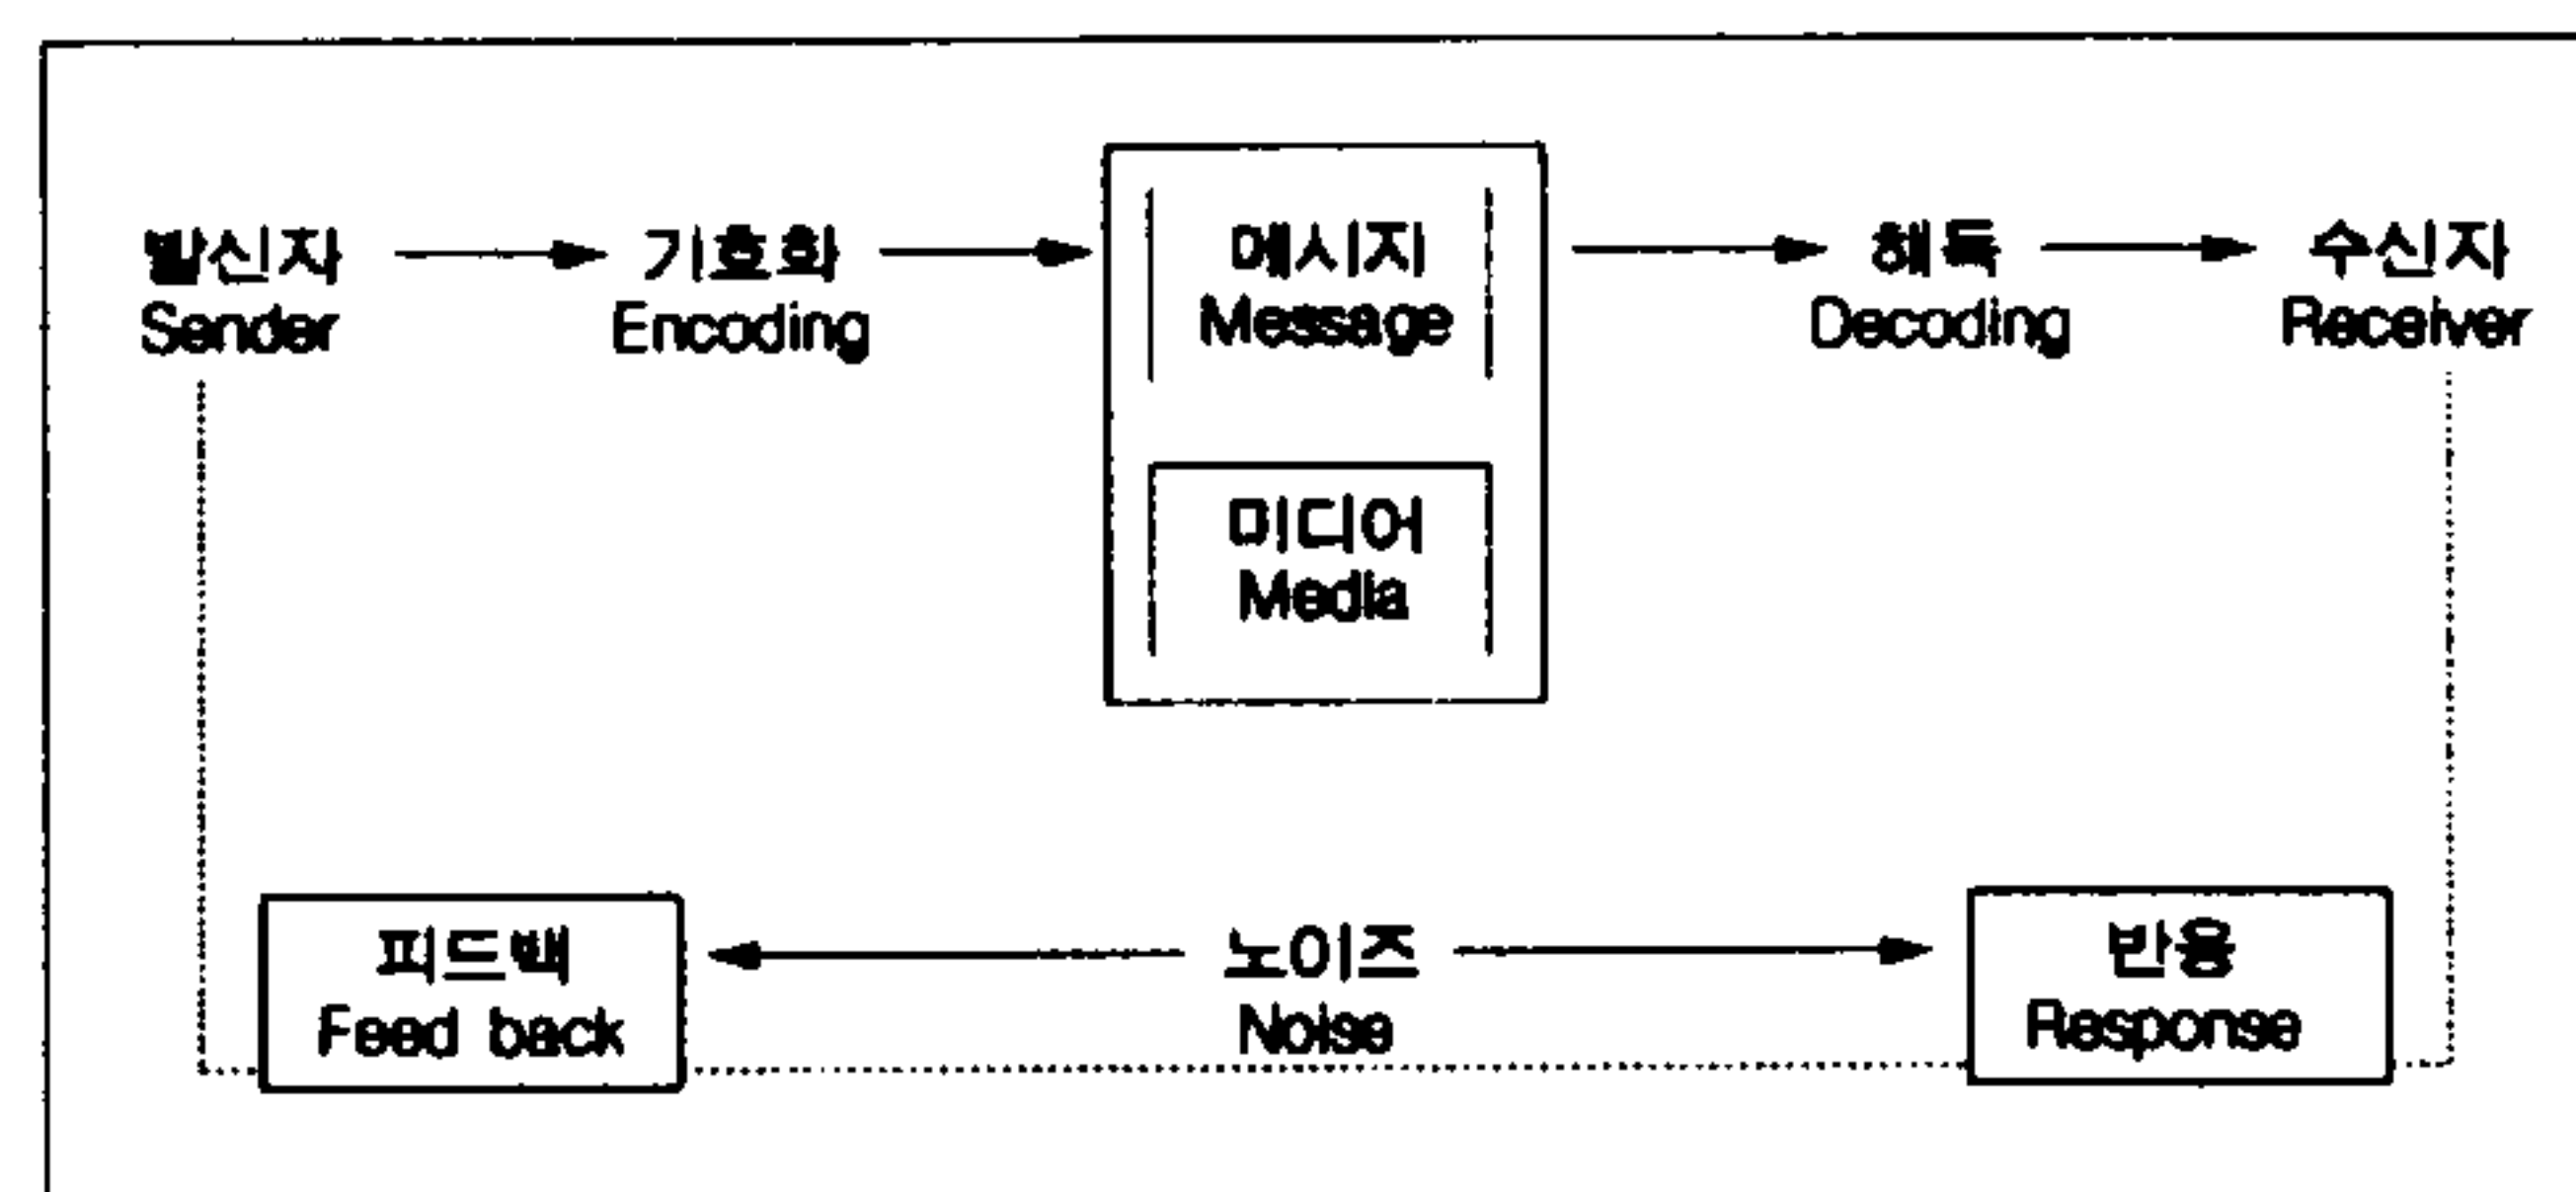 발신자 기호화 메시지 해독 수신자
Sender Encoding Message Decoding Receiver
미디어
Media
피드백 노이즈 반응
Feed back Noise Response